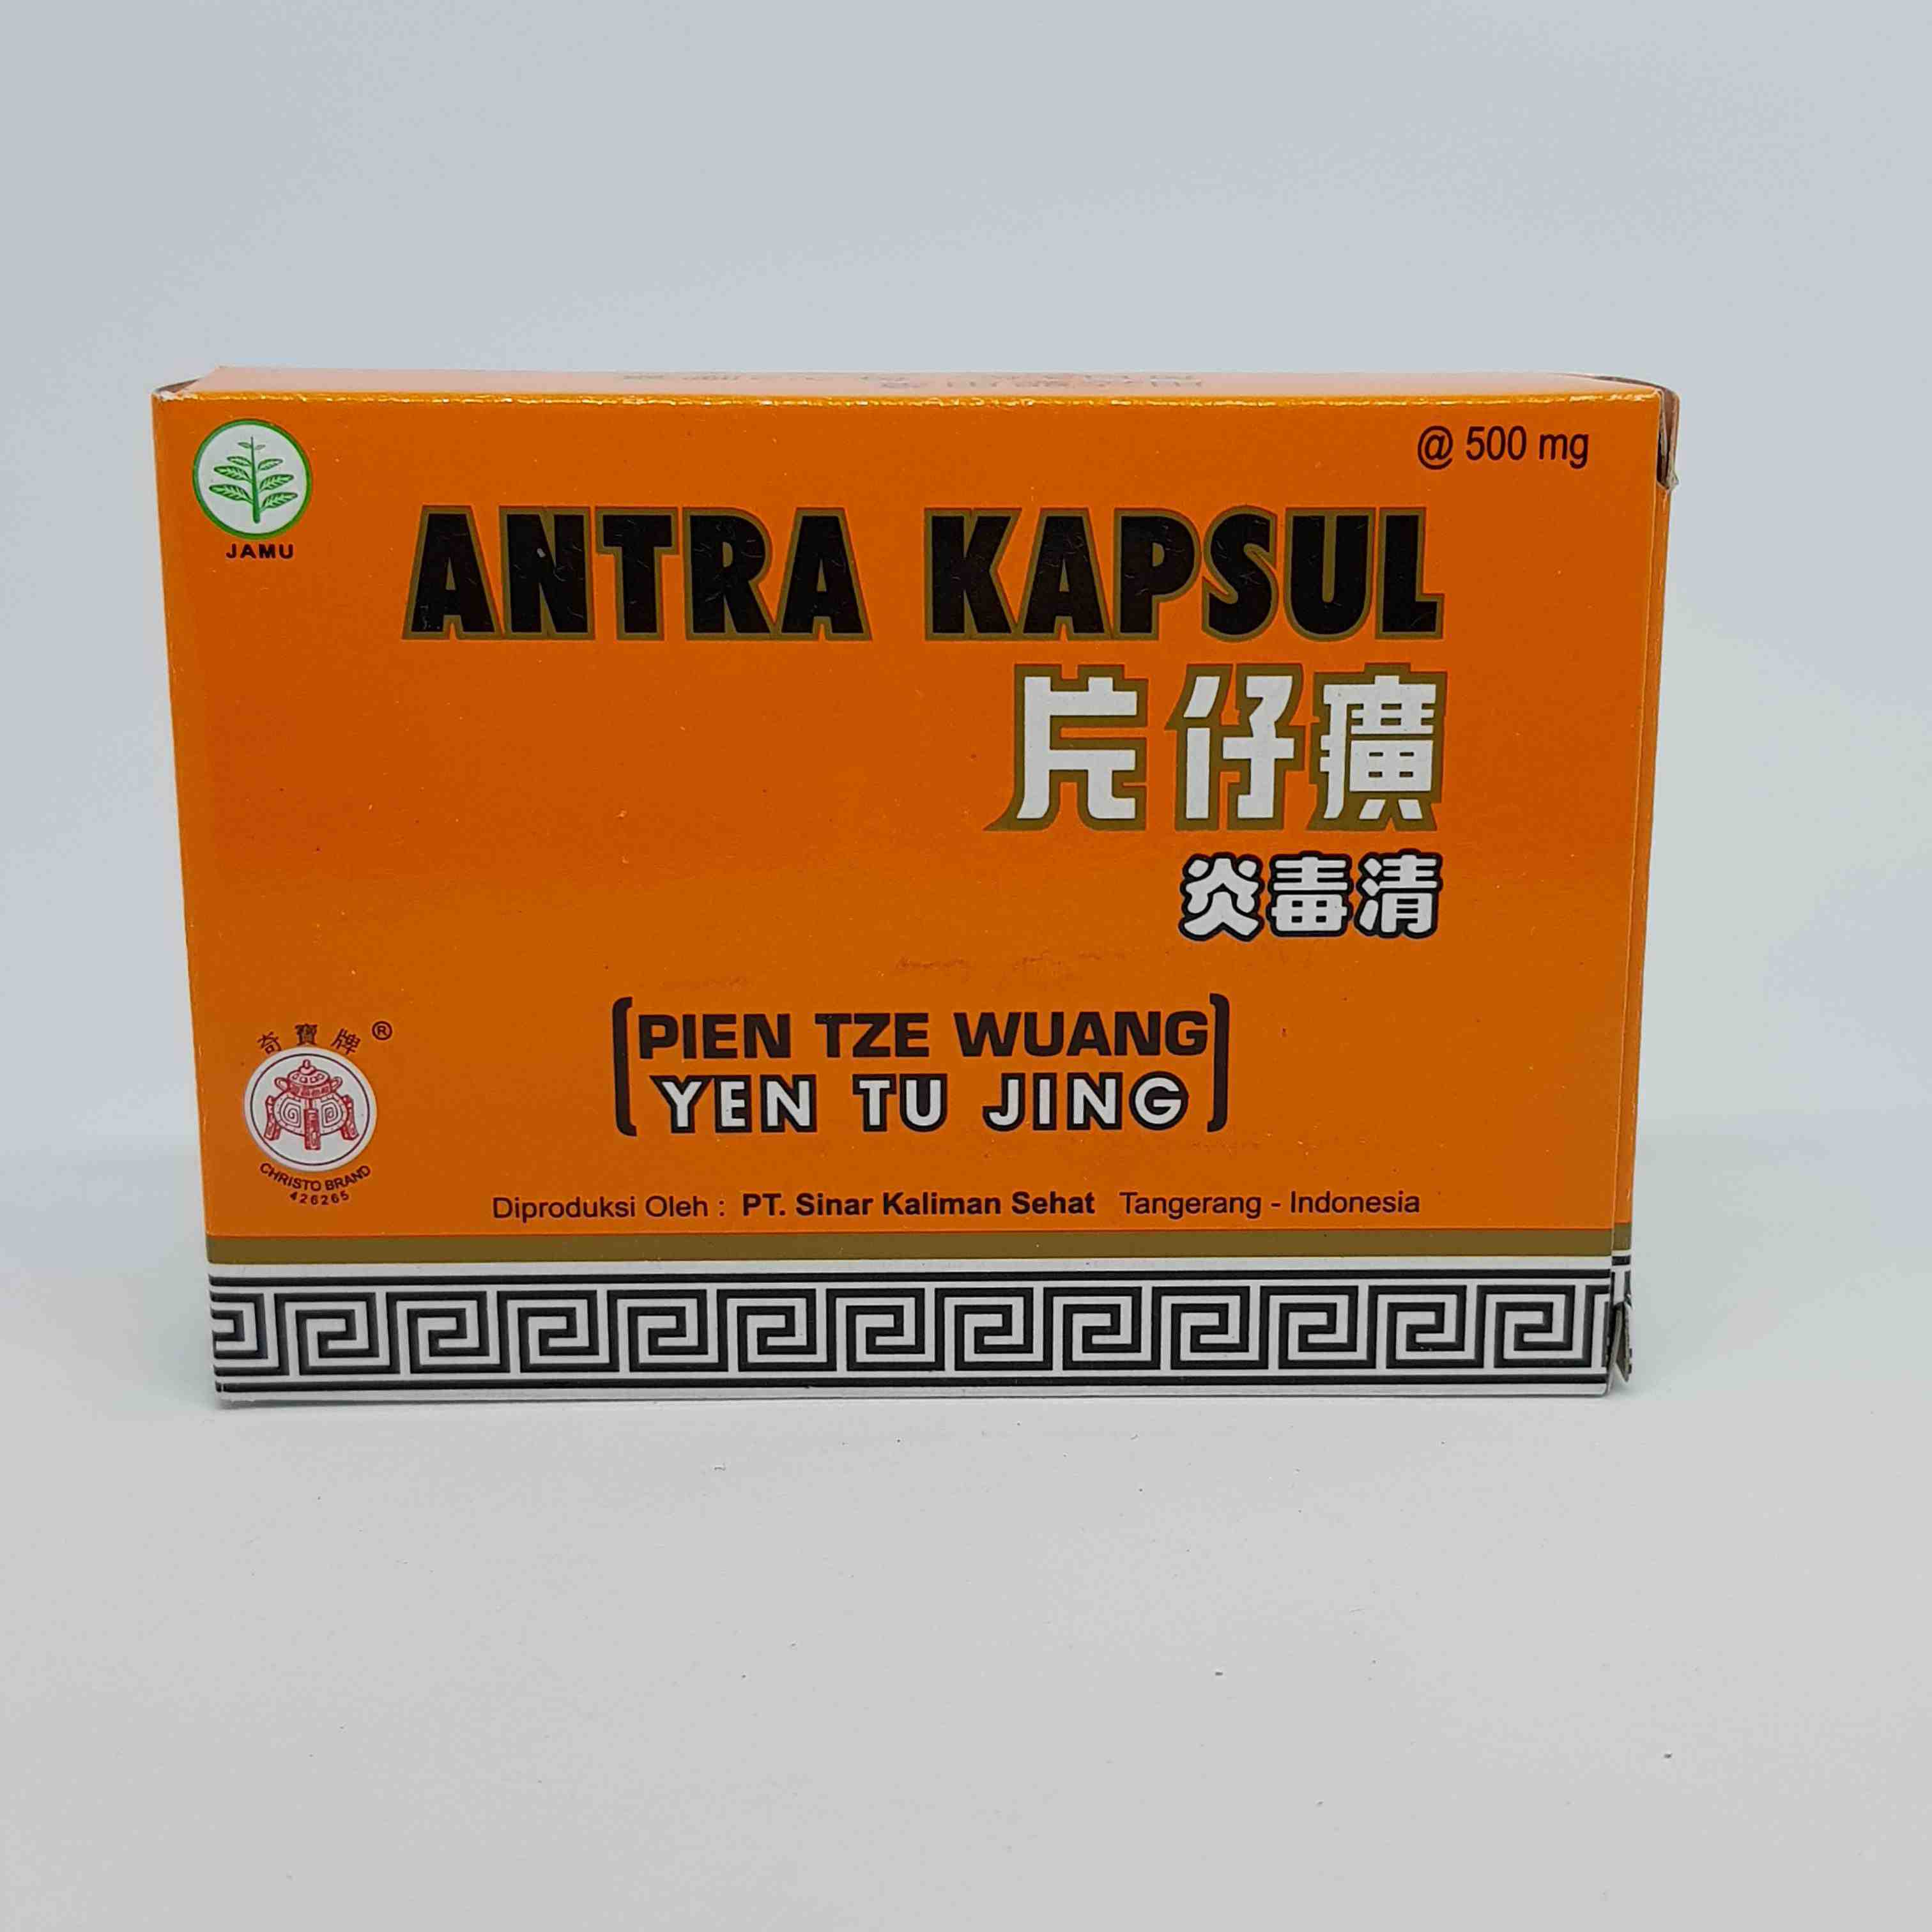 @ 500 mg
JAMU
ANTRA KAPSUL
片仔癀
炎毒清
PIEN TZE WUANG
YEN TU JING
奇寶牌®
CHRISTO BRAND
426265
Diproduksi Oleh : PT. Sinar Kaliman Sehat Tangerang - Indonesia